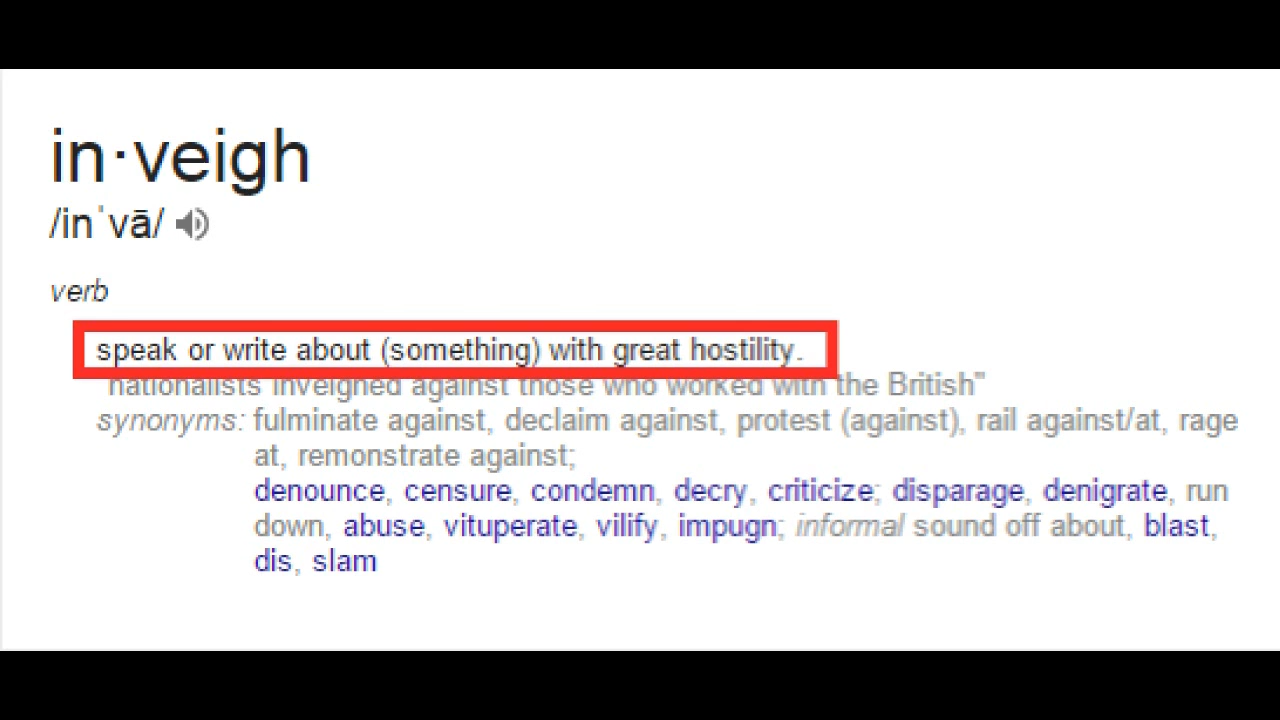 in·veigh
/inˈvā/
verb
speak or write about (something) with great hostility.
"nationalists inveighed against those who worked with the British"
synonyms: fulminate against, declaim against, protest (against), rail against/at, rage
at, remonstrate against;
denounce, censure, condemn, decry, criticize; disparage, denigrate, run
down, abuse, vituperate, vilify, impugn; informal sound off about, blast,
dis, slam